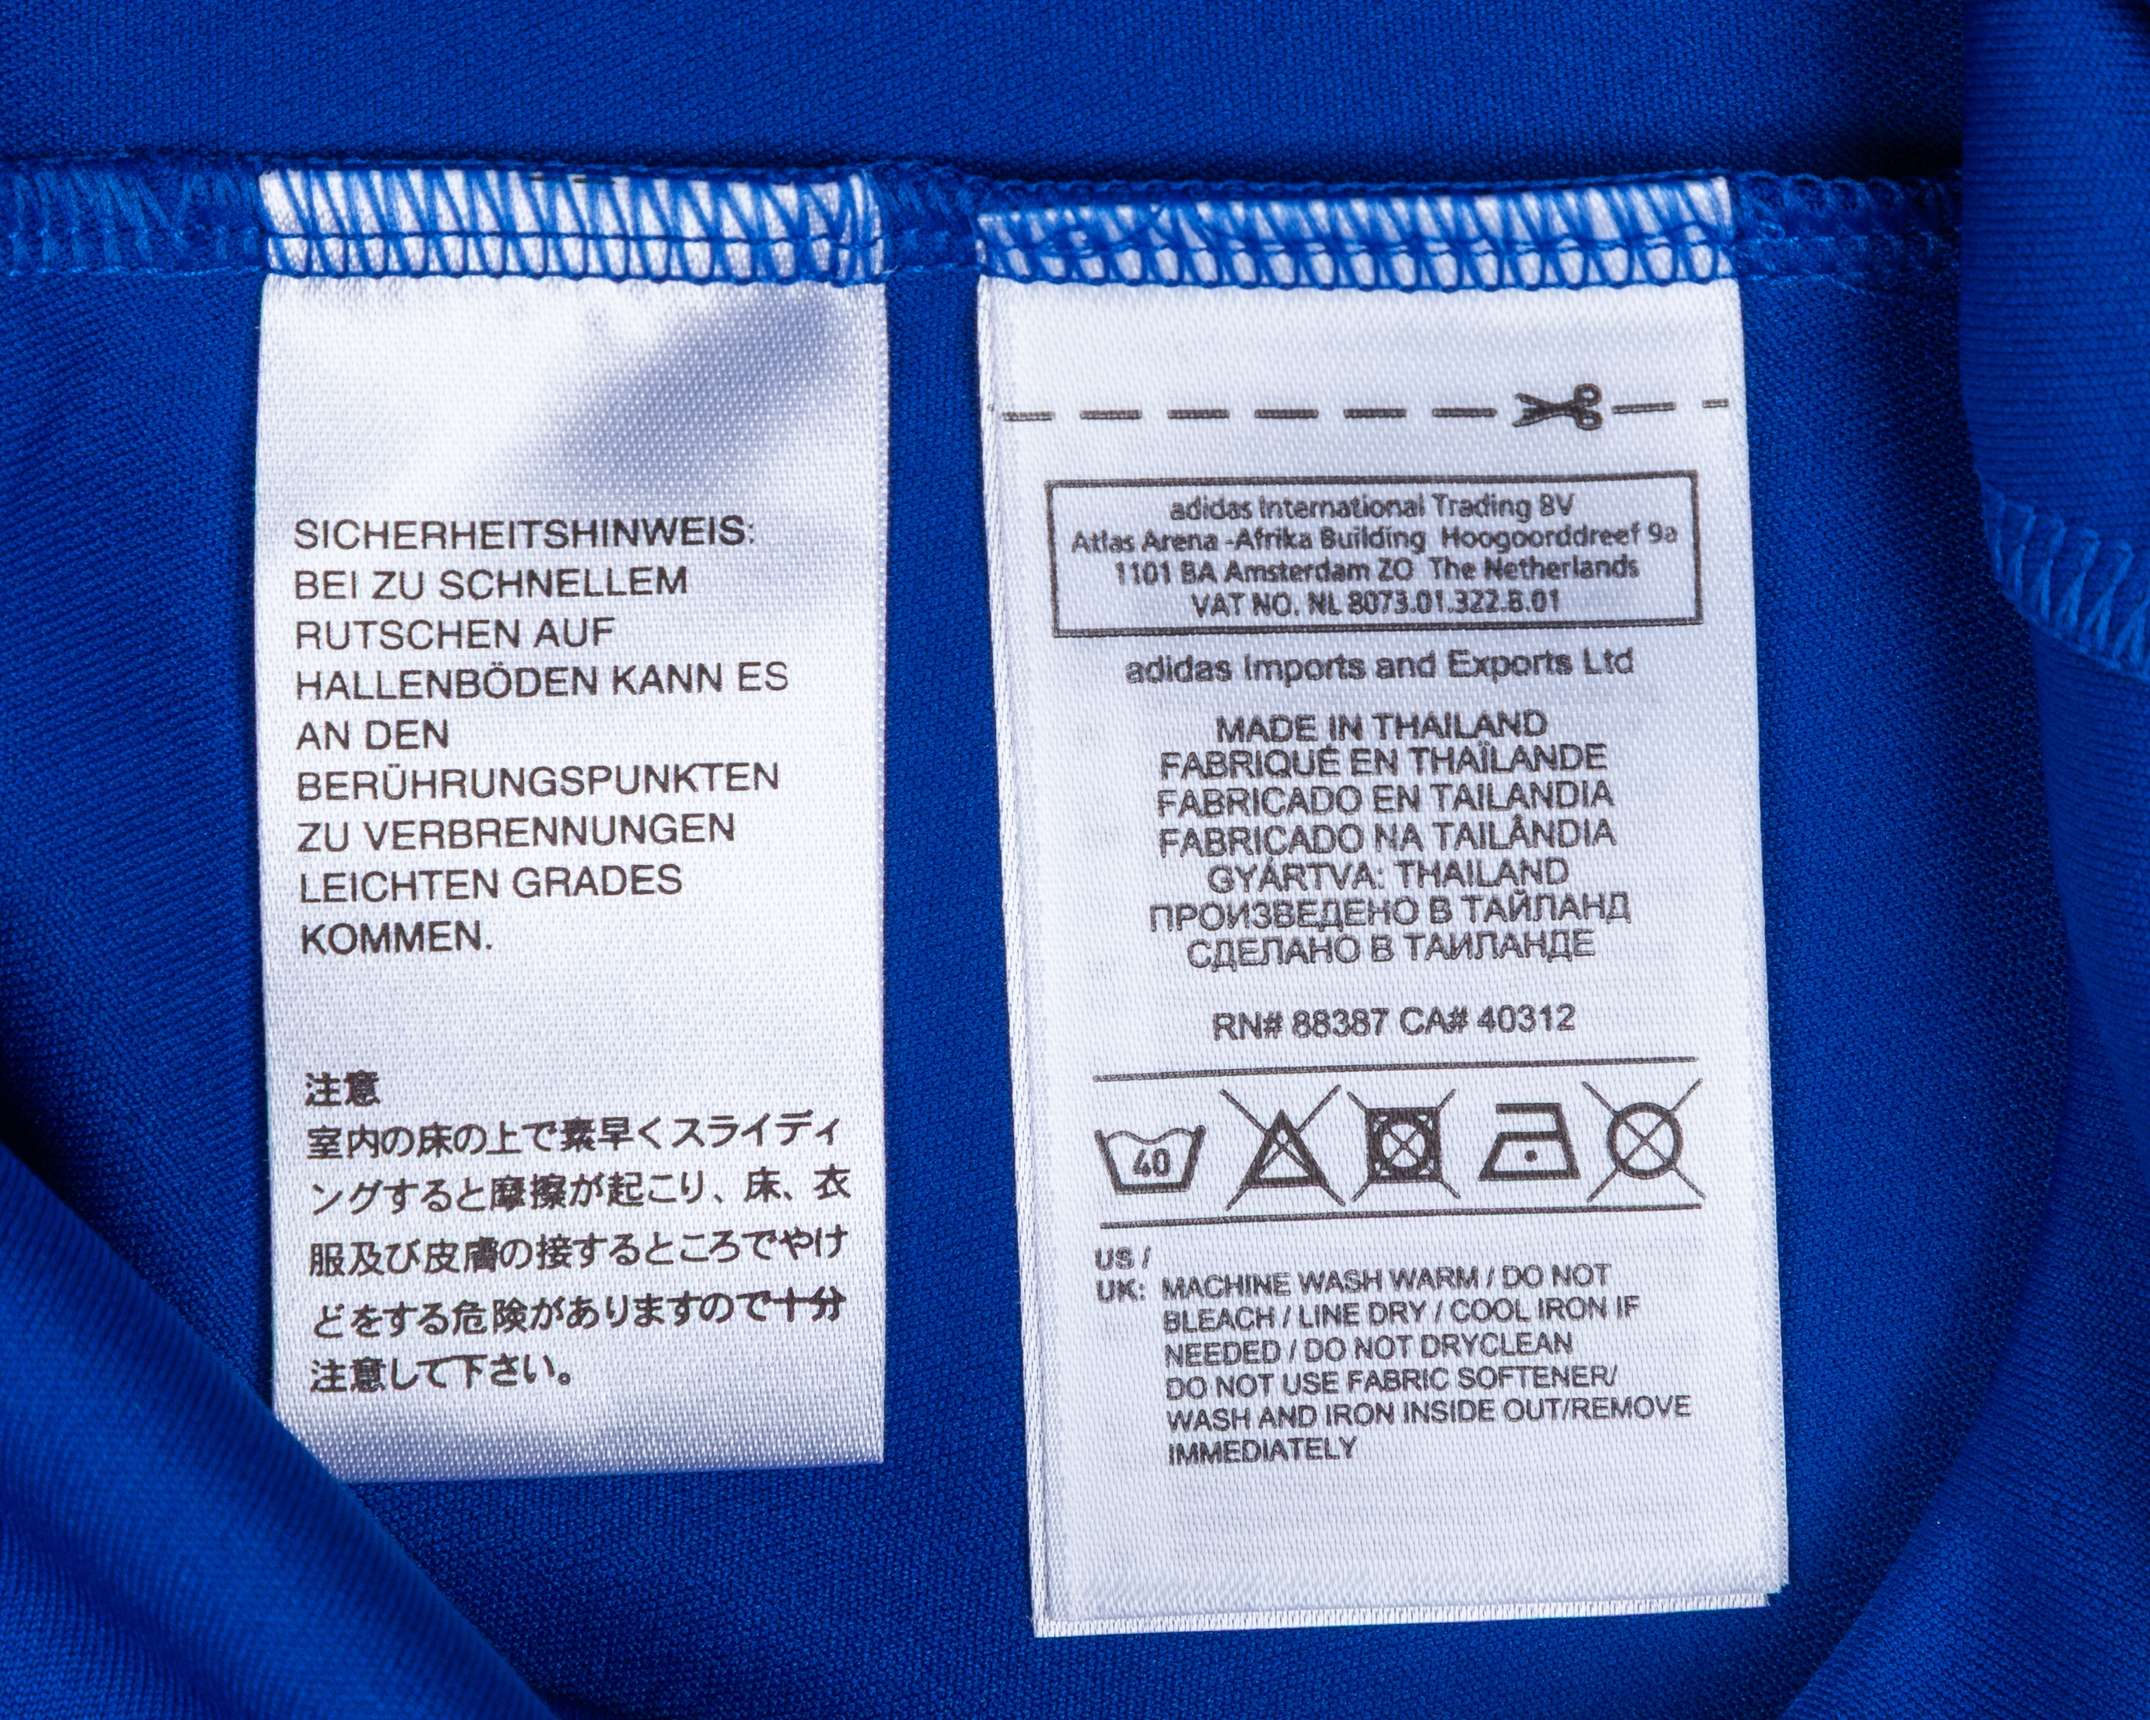 SICHERHEITSHINWEIS:
BEI ZU SCHNELLEM
RUTSCHEN AUF
HALLENBÖDEN KANN ES
AN DEN
BERÜHRUNGSPUNKTEN
ZU VERBRENNUNGEN
LEICHTEN GRADES
KOMMEN.
注意
室内の床の上で素早くスライディ
ングすると摩擦が起こり、床、衣
服及び皮膚の接するところでやけ
どをする危険がありますので十分
注意して下さい。
adidas International Trading BV
Atlas Arena -Afrika Building Hoogoorddreef 9a
1101 BA Amsterdam ZO The Netherlands
VAT NO. NL 8073.01.322.B.01
adidas Imports and Exports Ltd
MADE IN THAILAND
FABRIQUÉ EN THAÏLANDE
FABRICADO EN TAILANDIA
FABRICADO NA TAILÂNDIA
GYÁRTVA: THAILAND
ПРОИЗВЕДЕНО В ТАЙЛАНД
СДЕЛАНО В ТАИЛАНДЕ
RN# 88387 CA# 40312
40
US /
UK: MACHINE WASH WARM / DO NOT
BLEACH / LINE DRY / COOL IRON IF
NEEDED / DO NOT DRYCLEAN
DO NOT USE FABRIC SOFTENER/
WASH AND IRON INSIDE OUT/REMOVE
IMMEDIATELY